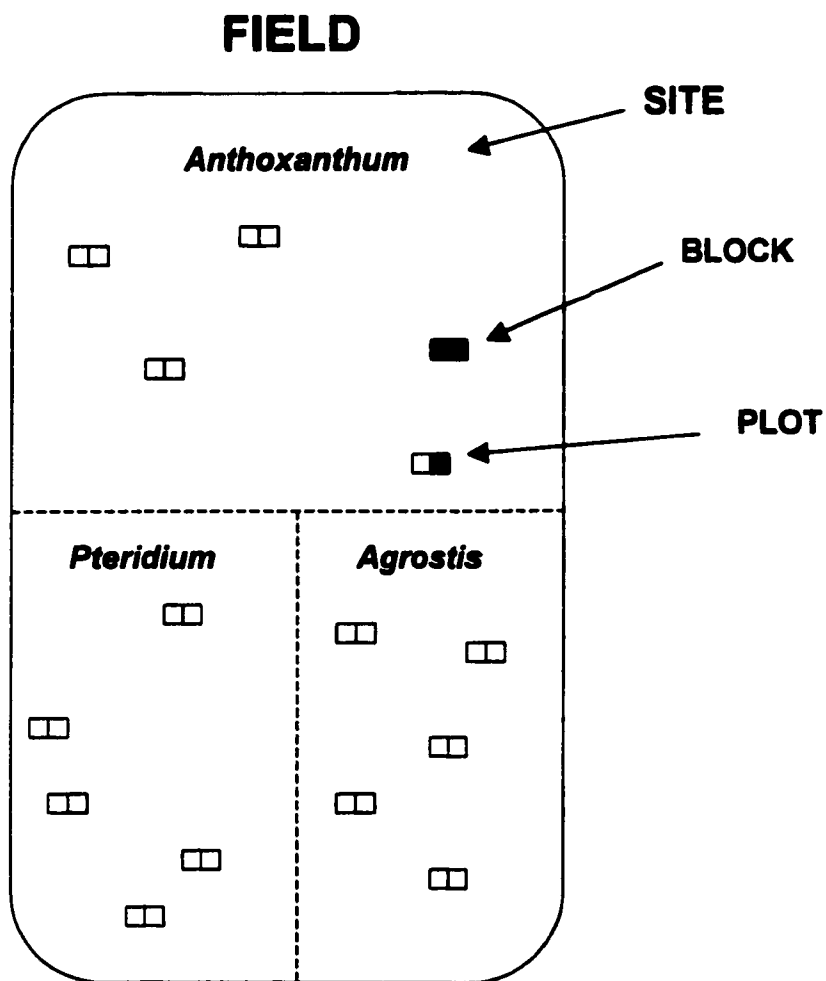 FIELD
SITE
Anthoxanthum
BLOCK
PLOT
Pteridium
Agrostis